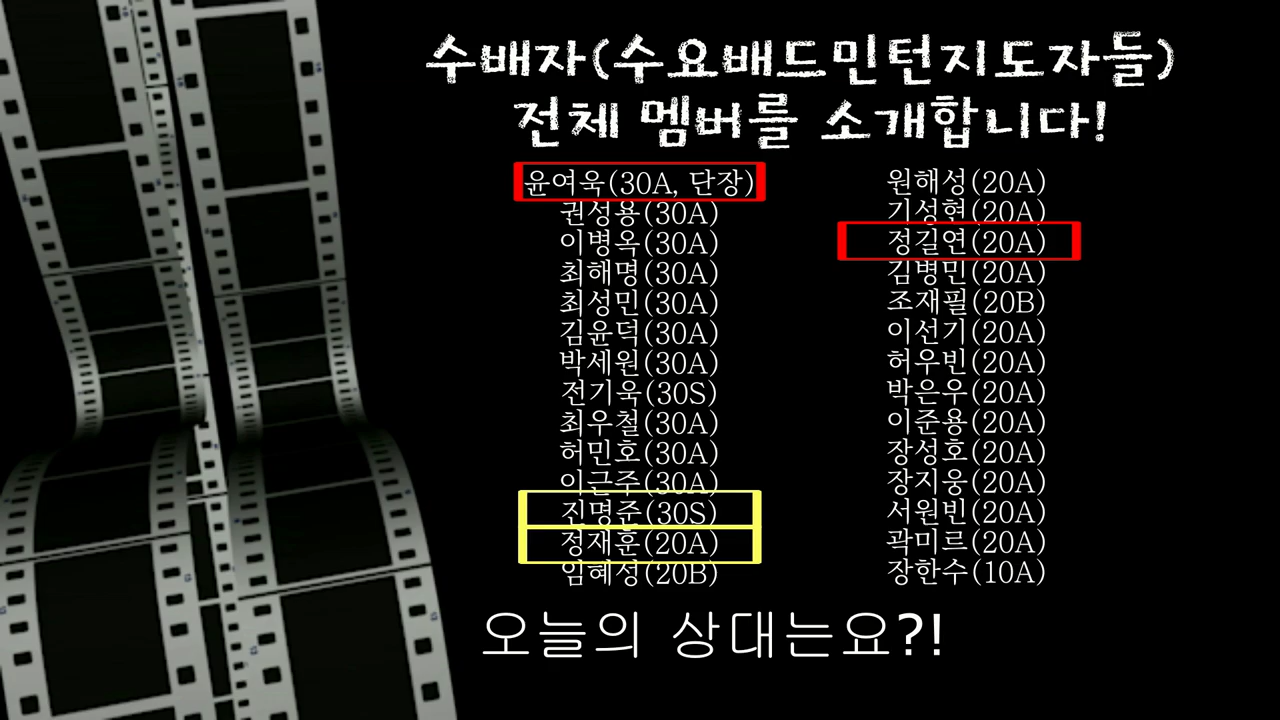 수배자(수요배드민턴지도자들)
전체 멤버를 소개합니다!
윤여욱(30A, 단장)
권성용(30A)
이병옥(30A)
최해명(30A)
최성민(30A)
김윤덕(30A)
박세원(30A)
전기욱(30S)
최우철(30A)
허민호(30A)
이근주(30A)
진명준(30S)
정재훈(20A)
임혜성(20B)
원해성(20A)
기성현(20A)
정길연(20A)
김병민(20A)
조재필(20B)
이선기(20A)
허우빈(20A)
박은우(20A)
이준용(20A)
장성호(20A)
장지웅(20A)
서원빈(20A)
곽미르(20A)
장한수(10A)
오늘의 상대는요?!